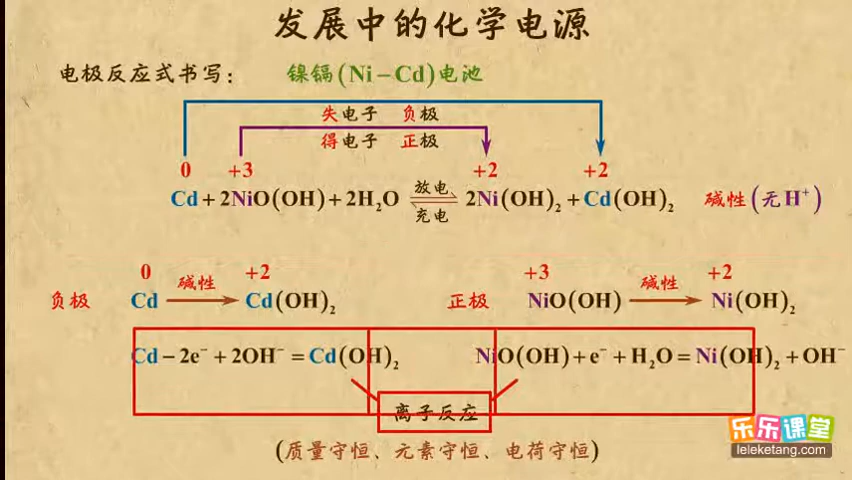 发展中的化学电源
电极反应式书写： 镍镉(Ni－Cd)电池
失电子 负极
得电子 正极
0 +3 +2 +2
Cd + 2NiO(OH) + 2H₂O 放电 充电 2Ni(OH)₂ + Cd(OH)₂ 碱性(无H⁺)
0 +2 +3 +2
负极 Cd 碱性 Cd(OH)₂ 正极 NiO(OH) 碱性 Ni(OH)₂
Cd－2e⁻＋2OH⁻＝Cd(OH)₂ NiO(OH)＋e⁻＋H₂O＝Ni(OH)₂＋OH⁻
离子反应
(质量守恒、元素守恒、电荷守恒)
乐乐课堂
leleketang.com